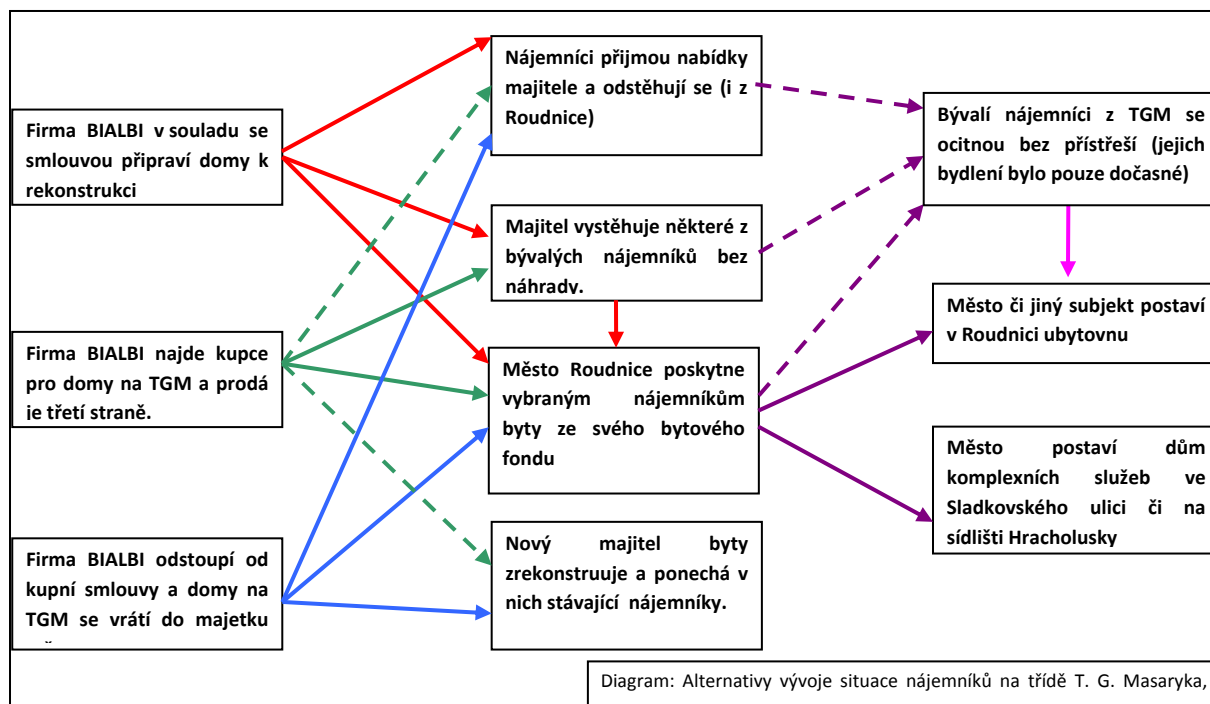 Firma BIALBI v souladu se
smlouvou připraví domy k
rekonstrukci
Firma BIALBI najde kupce
pro domy na TGM a prodá
je třetí straně.
Firma BIALBI odstoupí od
kupní smlouvy a domy na
TGM se vrátí do majetku
Nájemníci přijmou nabídky
majitele a odstěhují se (i z
Roudnice)
Majitel vystěhuje některé z
bývalých nájemníků bez
náhrady.
Město Roudnice poskytne
vybraným nájemníkům
byty ze svého bytového
fondu
Nový majitel byty
zrekonstruuje a ponechá v
nich stávající nájemníky.
Bývalí nájemníci z TGM se
ocitnou bez přístřeší (jejich
bydlení bylo pouze dočasné)
Město či jiný subjekt postaví
v Roudnici ubytovnu
Město postaví dům
komplexních služeb ve
Sladkovského ulici či na
sídlišti Hracholusky
Diagram: Alternativy vývoje situace nájemníků na třídě T. G. Masaryka,